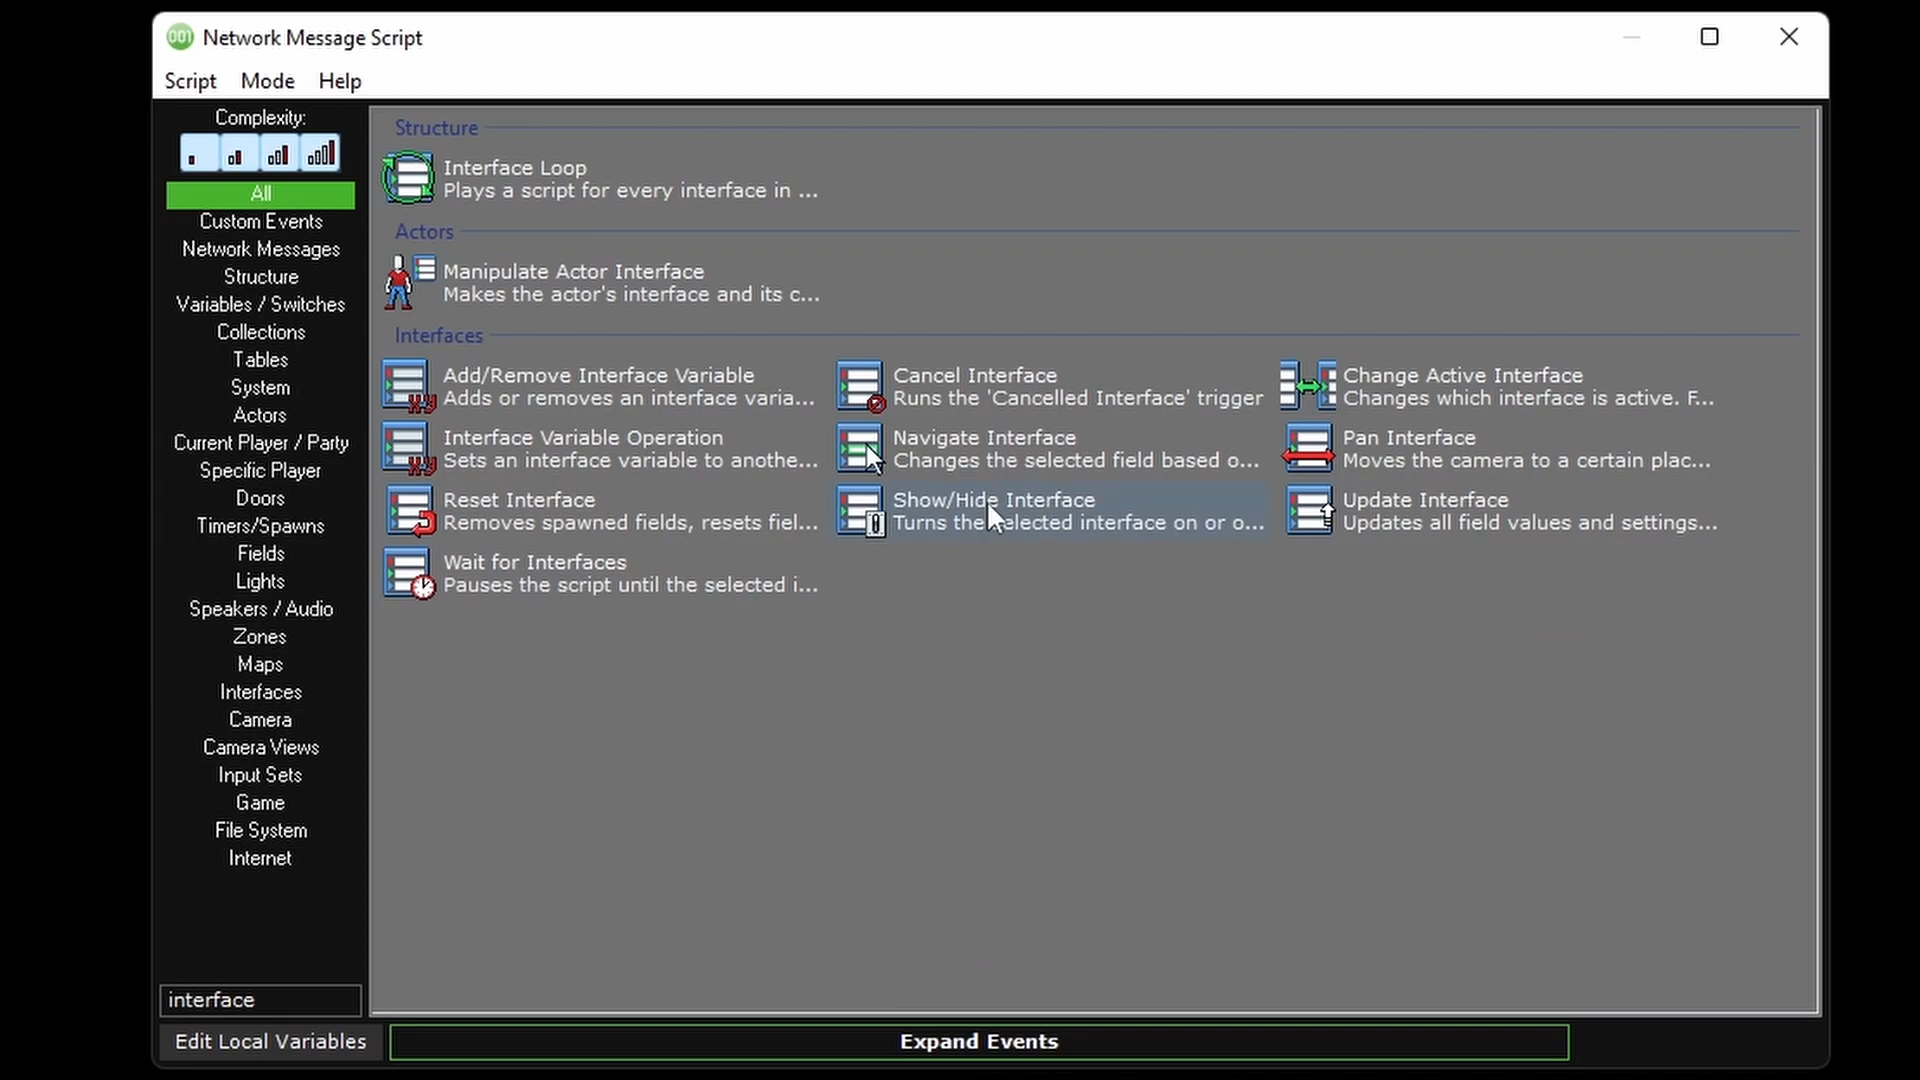 001 Network Message Script
Script Mode Help
Complexity:
All
Custom Events
Network Messages
Structure
Variables / Switches
Collections
Tables
System
Actors
Current Player / Party
Specific Player
Doors
Timers/Spawns
Fields
Lights
Speakers / Audio
Zones
Maps
Interfaces
Camera
Camera Views
Input Sets
Game
File System
Internet
interface
Edit Local Variables
Structure
Interface Loop
Plays a script for every interface in ...
Actors
Manipulate Actor Interface
Makes the actor's interface and its c...
Interfaces
Add/Remove Interface Variable
Adds or removes an interface varia...
Cancel Interface
Runs the 'Cancelled Interface' trigger
Change Active Interface
Changes which interface is active. F...
Interface Variable Operation
Sets an interface variable to anothe...
Navigate Interface
Changes the selected field based o...
Pan Interface
Moves the camera to a certain plac...
Reset Interface
Removes spawned fields, resets fiel...
Show/Hide Interface
Turns the selected interface on or o...
Update Interface
Updates all field values and settings...
Wait for Interfaces
Pauses the script until the selected i...
Expand Events